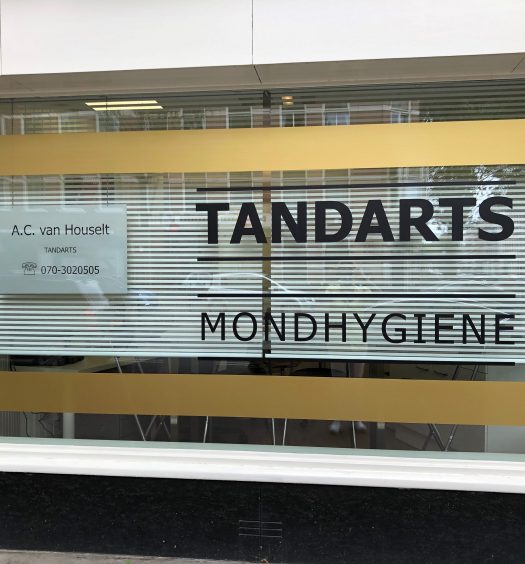 A.C. van Houselt
TANDARTS
070-3020505
TANDARTS
MONDHYGIENE